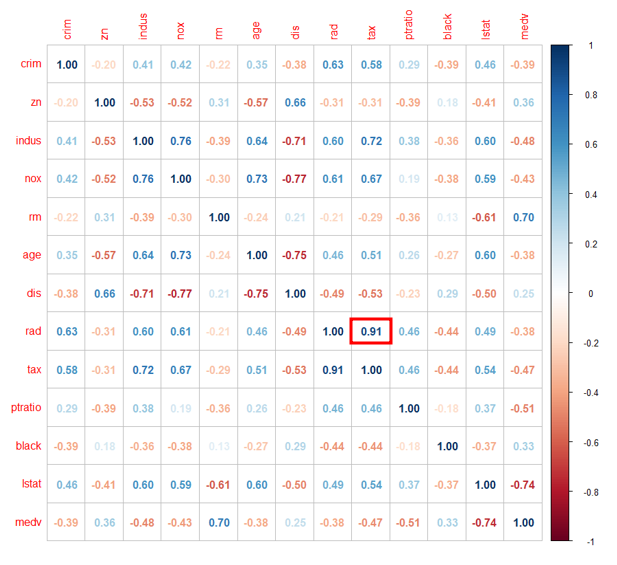 crim zn indus nox rm age dis rad tax ptratio black lstat medv
crim 1.00 -0.20 0.41 0.42 -0.22 0.35 -0.38 0.63 0.58 0.29 -0.39 0.46 -0.39
zn -0.20 1.00 -0.53 -0.52 0.31 -0.57 0.66 -0.31 -0.31 -0.39 0.18 -0.41 0.36
indus 0.41 -0.53 1.00 0.76 -0.39 0.64 -0.71 0.60 0.72 0.38 -0.36 0.60 -0.48
nox 0.42 -0.52 0.76 1.00 -0.30 0.73 -0.77 0.61 0.67 0.19 -0.38 0.59 -0.43
rm -0.22 0.31 -0.39 -0.30 1.00 -0.24 0.21 -0.21 -0.29 -0.36 0.13 -0.61 0.70
age 0.35 -0.57 0.64 0.73 -0.24 1.00 -0.75 0.46 0.51 0.26 -0.27 0.60 -0.38
dis -0.38 0.66 -0.71 -0.77 0.21 -0.75 1.00 -0.49 -0.53 -0.23 0.29 -0.50 0.25
rad 0.63 -0.31 0.60 0.61 -0.21 0.46 -0.49 1.00 0.91 0.46 -0.44 0.49 -0.38
tax 0.58 -0.31 0.72 0.67 -0.29 0.51 -0.53 0.91 1.00 0.46 -0.44 0.54 -0.47
ptratio 0.29 -0.39 0.38 0.19 -0.36 0.26 -0.23 0.46 0.46 1.00 -0.18 0.37 -0.51
black -0.39 0.18 -0.36 -0.38 0.13 -0.27 0.29 -0.44 -0.44 -0.18 1.00 -0.37 0.33
lstat 0.46 -0.41 0.60 0.59 -0.61 0.60 -0.50 0.49 0.54 0.37 -0.37 1.00 -0.74
medv -0.39 0.36 -0.48 -0.43 0.70 -0.38 0.25 -0.38 -0.47 -0.51 0.33 -0.74 1.00
1
0.8
0.6
0.4
0.2
0
-0.2
-0.4
-0.6
-0.8
-1